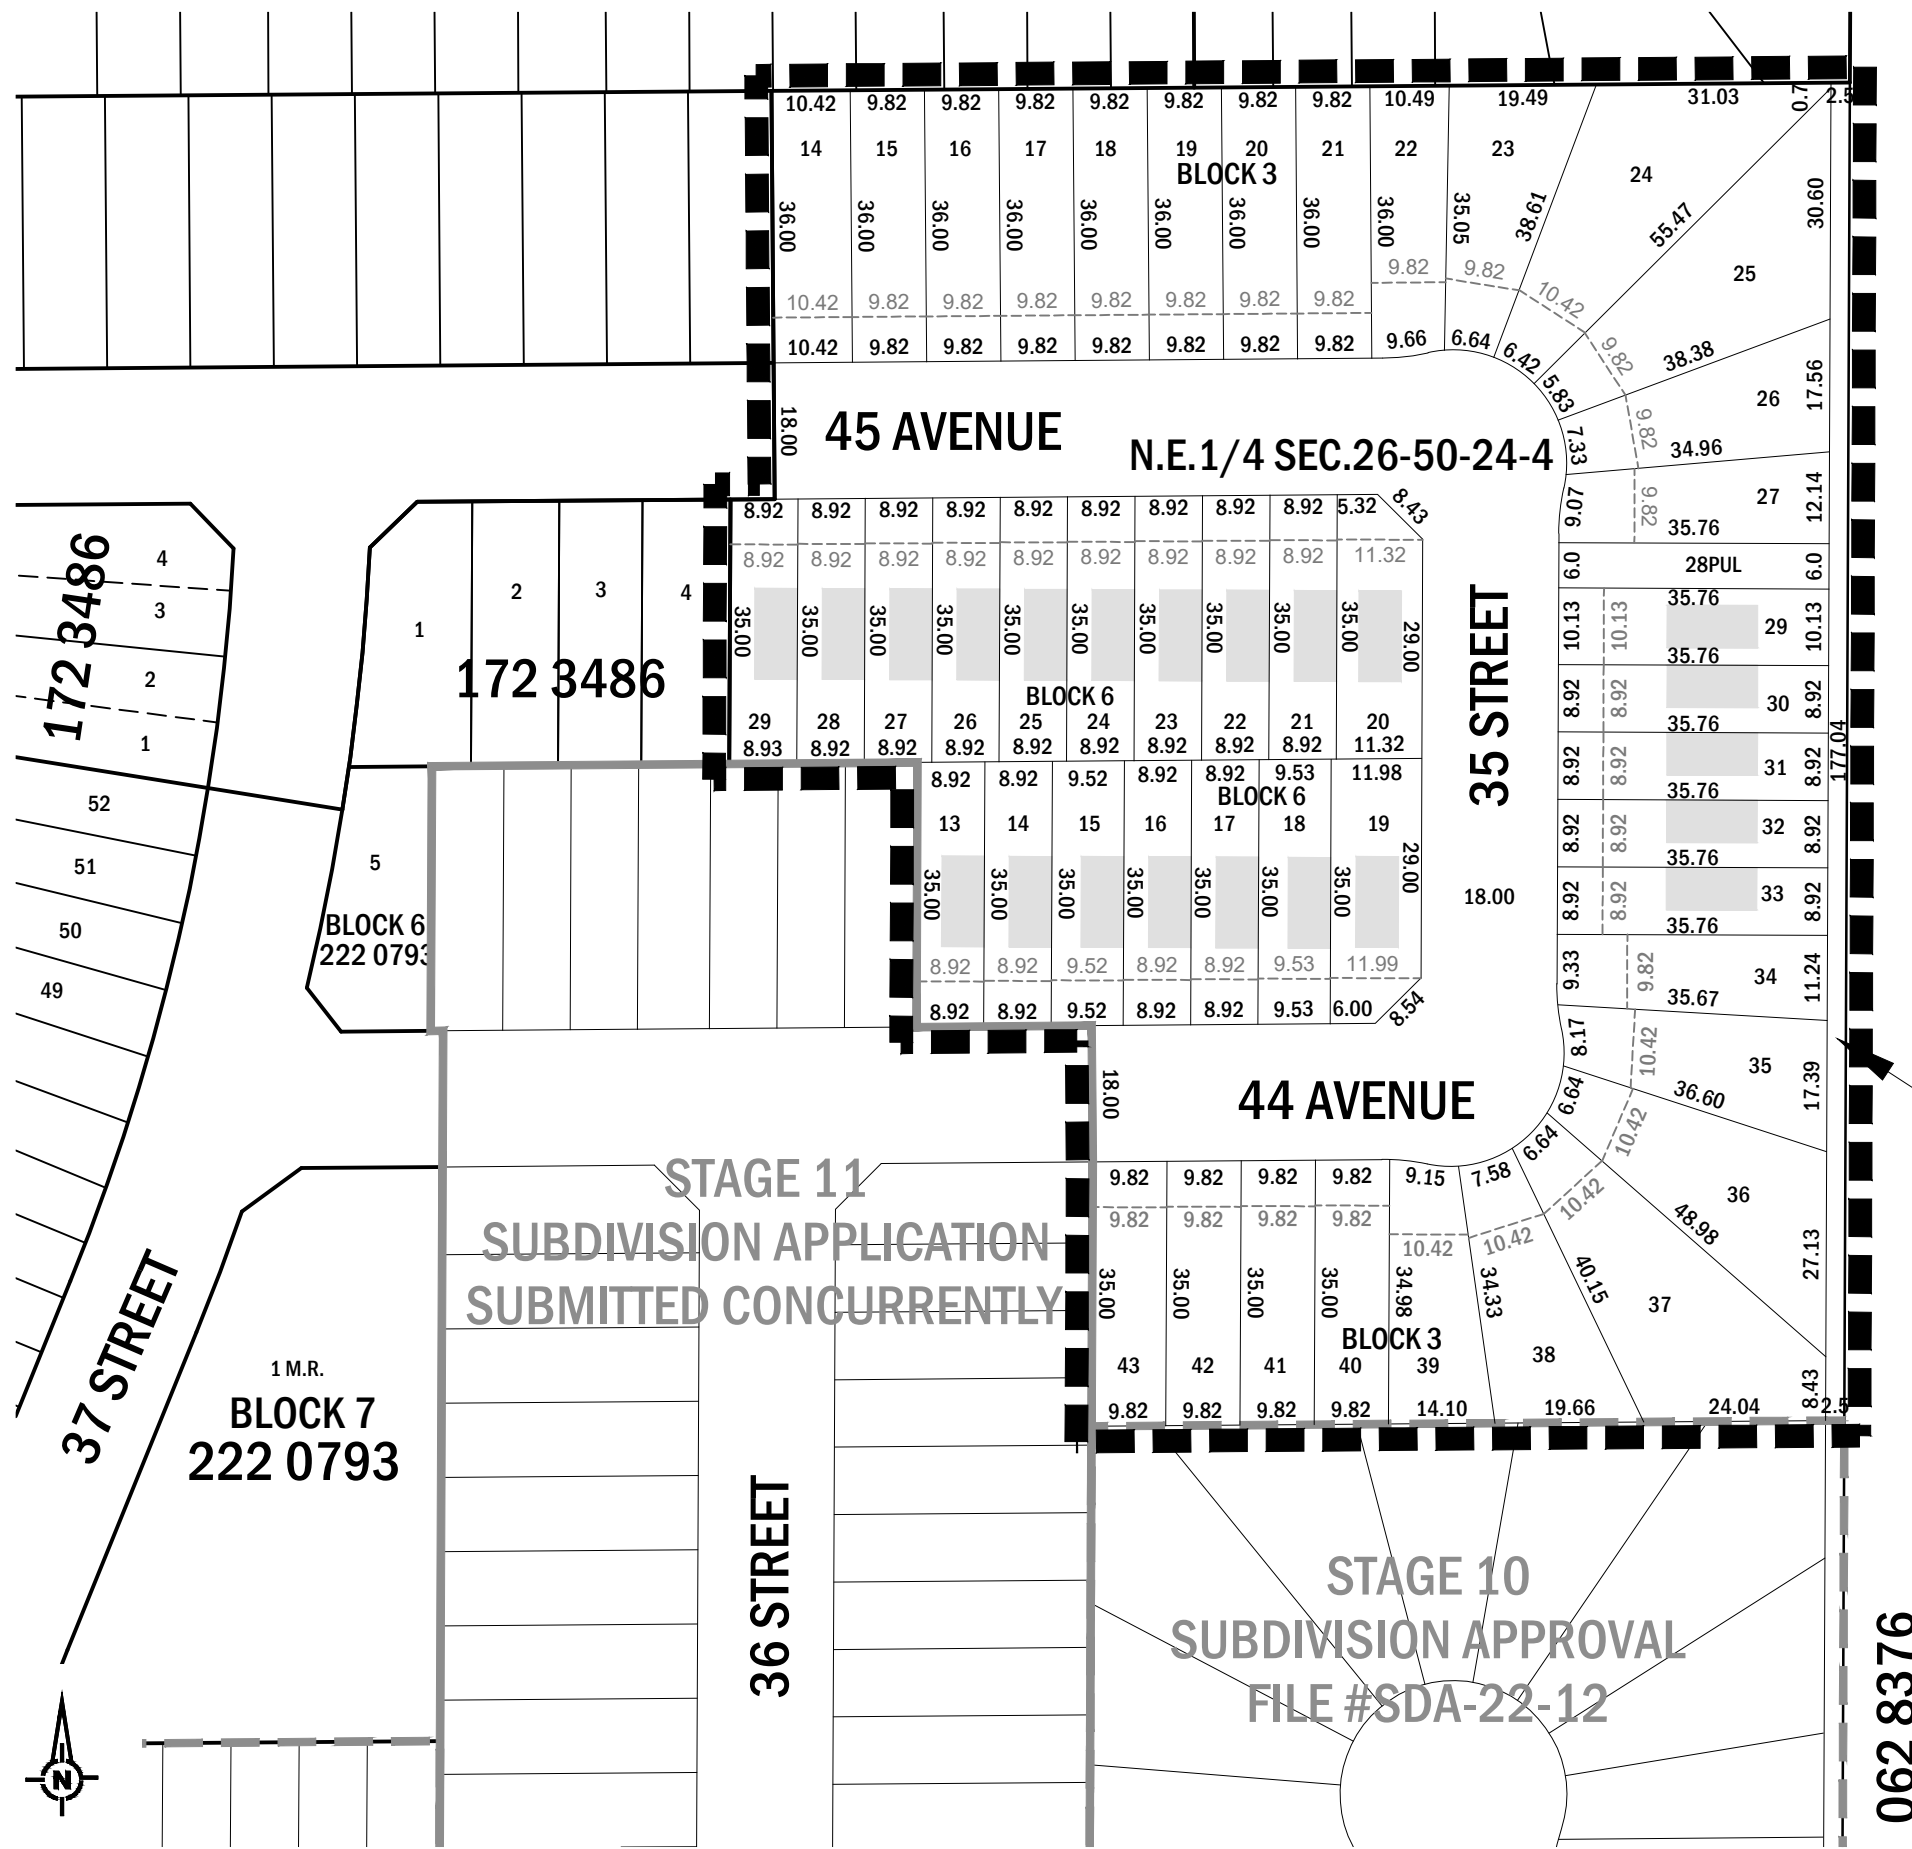 10.42 9.82 9.82 9.82 9.82 9.82 9.82 9.82 10.49 19.49 31.03 0.7 2.5
14 15 16 17 18 19 20 21 22 23
BLOCK 3
24
36.00 36.00 36.00 36.00 36.00 36.00 36.00 36.00 36.00 35.05 38.61 55.47 30.60
25
9.82 9.82 10.42
10.42 9.82 9.82 9.82 9.82 9.82 9.82 9.82
10.42 9.82 9.82 9.82 9.82 9.82 9.82 9.82 9.66 6.64 6.42 5.83 9.82 38.38
26 17.56
18.00
45 AVENUE
N.E.1/4 SEC.26-50-24-4
7.33 9.82 34.96
8.92 8.92 8.92 8.92 8.92 8.92 8.92 8.92 8.92 5.32 8.43
9.07 9.82 27 12.14
35.76
8.92 8.92 8.92 8.92 8.92 8.92 8.92 8.92 8.92 11.32
6.0 28PUL 6.0
35.76
35.00 35.00 35.00 35.00 35.00 35.00 35.00 35.00 35.00 35.00 29.00
10.13 10.13 29 10.13
35.76
172 3486
4
3
2
1
1 2 3 4
172 3486
BLOCK 6
29 28 27 26 25 24 23 22 21 20
8.93 8.92 8.92 8.92 8.92 8.92 8.92 8.92 8.92 11.32
35 STREET
8.92 8.92 30 8.92
35.76
177.04
8.92 8.92 31 8.92
35.76
8.92 8.92 9.52 8.92 8.92 9.53 11.98
BLOCK 6
13 14 15 16 17 18 19
8.92 8.92 32 8.92
35.76
35.00 35.00 35.00 35.00 35.00 35.00 35.00 29.00
18.00
8.92 8.92 33 8.92
35.76
52
51
50
49
5
BLOCK 6
222 0793
8.92 8.92 9.52 8.92 8.92 9.53 11.99
8.92 8.92 9.52 8.92 8.92 9.53 6.00 8.54
9.33 9.82 34 11.24
35.67
8.17 10.42 35 17.39
36.60
18.00
44 AVENUE
6.64 10.42
6.64 10.42
9.82 9.82 9.82 9.82 9.15 7.58
36
48.98
27.13
9.82 9.82 9.82 9.82 10.42 10.42
35.00 35.00 35.00 35.00 34.98 34.33 40.15
37
BLOCK 3
43 42 41 40 39 38
9.82 9.82 9.82 9.82 14.10 19.66 24.04 8.43 2.5
STAGE 11
SUBDIVISION APPLICATION
SUBMITTED CONCURRENTLY
37 STREET
1 M.R.
BLOCK 7
222 0793
36 STREET
STAGE 10
SUBDIVISION APPROVAL
FILE #SDA-22-12
062 8376
N